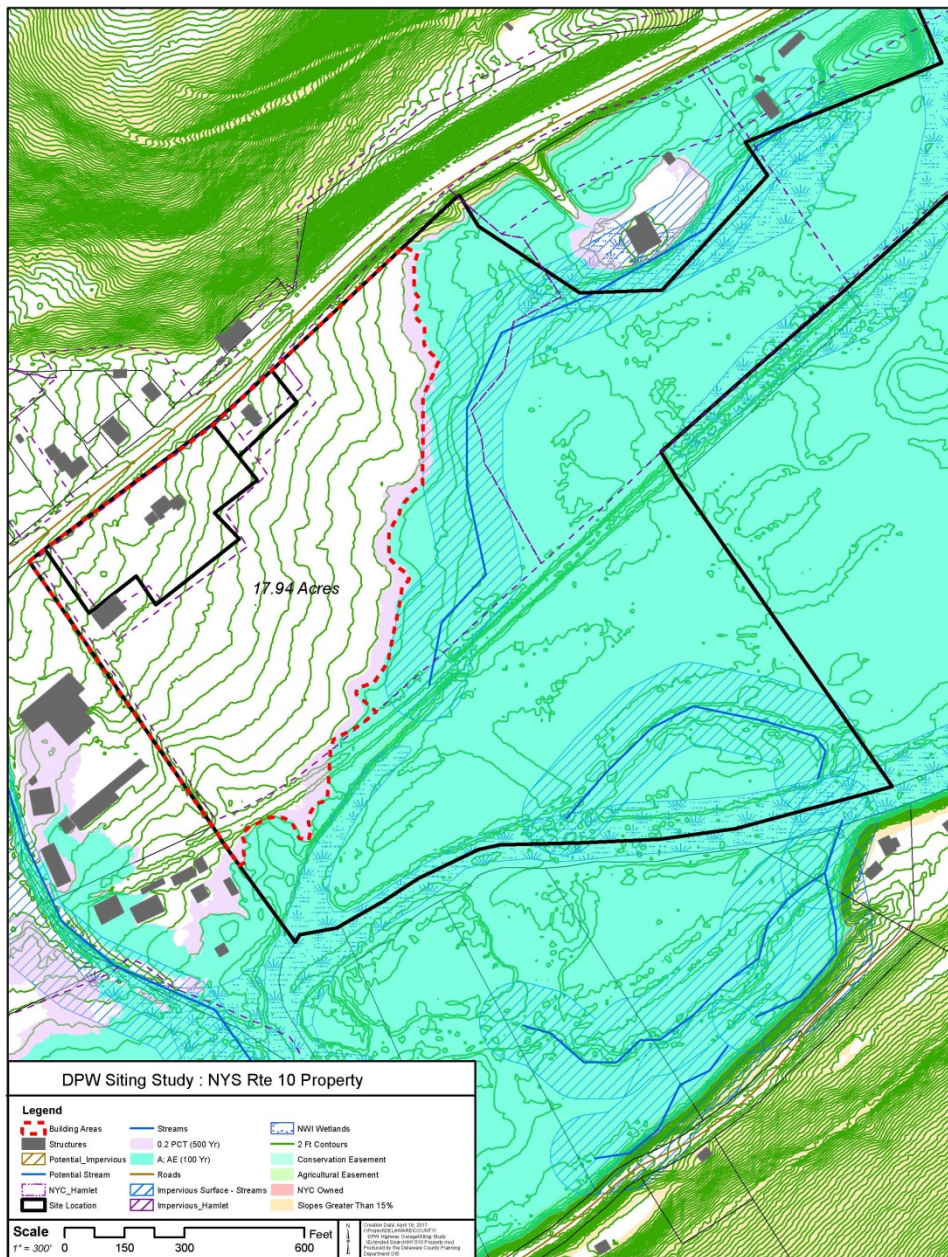 17.94 Acres
DPW Siting Study : NYS Rte 10 Property
Legend
Building Areas
Structures
Potential_Impervious
Potential Stream
NYC_Hamlet
Site Location
Streams
0.2 PCT (500 Yr)
A; AE (100 Yr)
Roads
Impervious Surface - Streams
Impervious_Hamlet
NWI Wetlands
2 Ft Contours
Conservation Easement
Agricultural Easement
NYC Owned
Slopes Greater Than 15%
Scale
1" = 300'
0 150 300 600
Feet
Creation Date: April 18, 2017
Produced by the Delaware County Planning